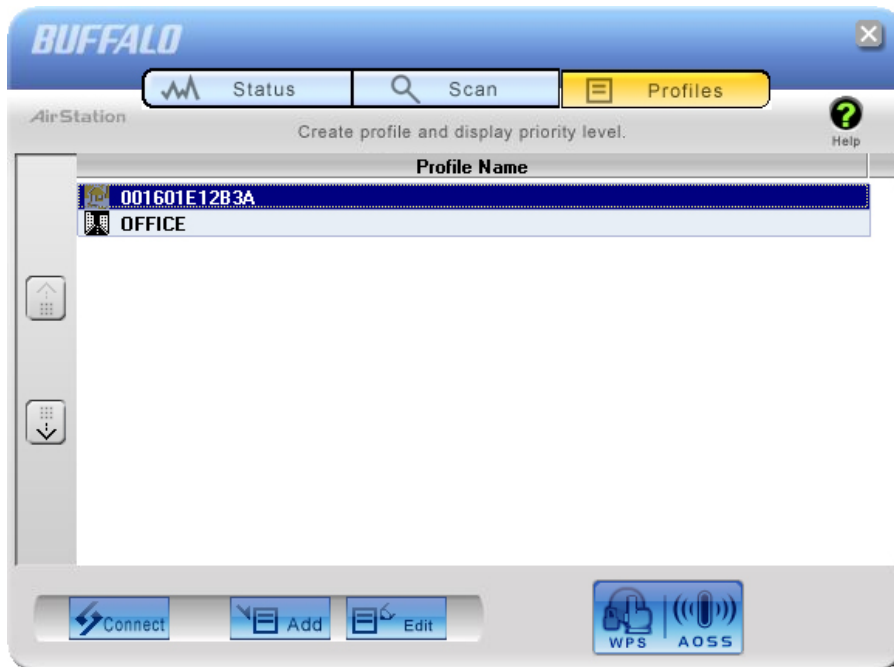 BUFFALO
Status
Scan
Profiles
AirStation
Create profile and display priority level.
Help
Profile Name
001601E12B3A
OFFICE
Connect
Add
Edit
WPS
AOSS